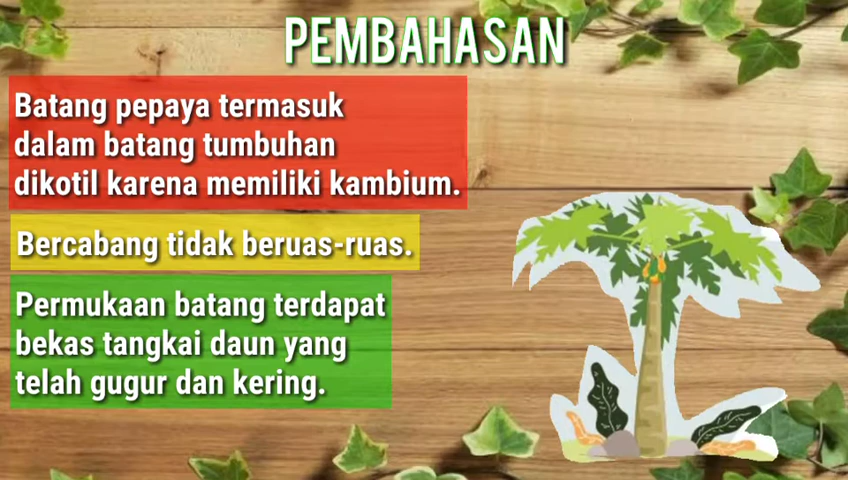 PEMBAHASAN
Batang pepaya termasuk
dalam batang tumbuhan
dikotil karena memiliki kambium.
Bercabang tidak beruas-ruas.
Permukaan batang terdapat
bekas tangkai daun yang
telah gugur dan kering.